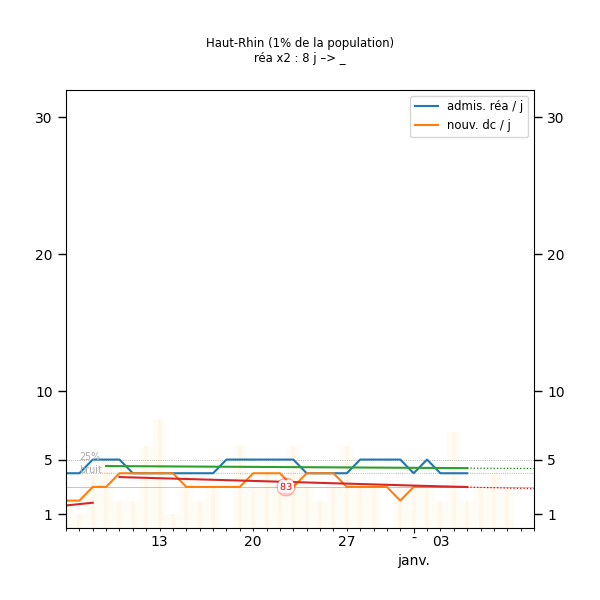 Haut-Rhin (1% de la population)
réa x2 : 8 j –> _
admis. réa / j
nouv. dc / j
30 30
20 20
10 10
5 5
25%
bruit
83
1 1
13 20 27 - 03
janv.